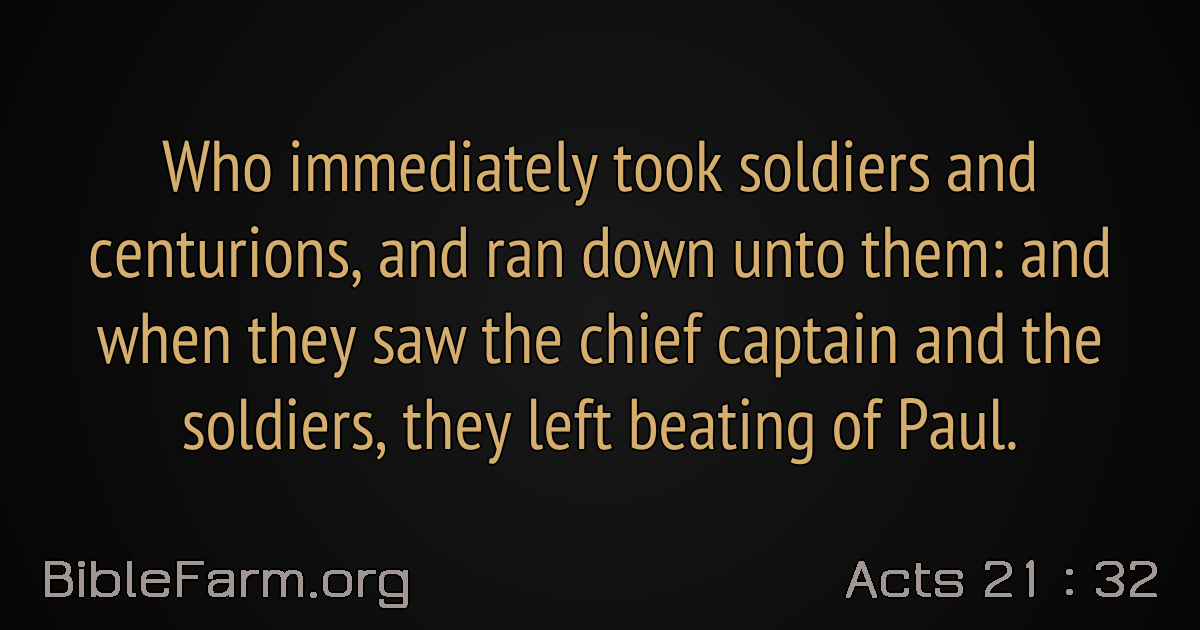 Who immediately took soldiers and
centurions, and ran down unto them: and
when they saw the chief captain and the
soldiers, they left beating of Paul.
BibleFarm.org
Acts 21 : 32